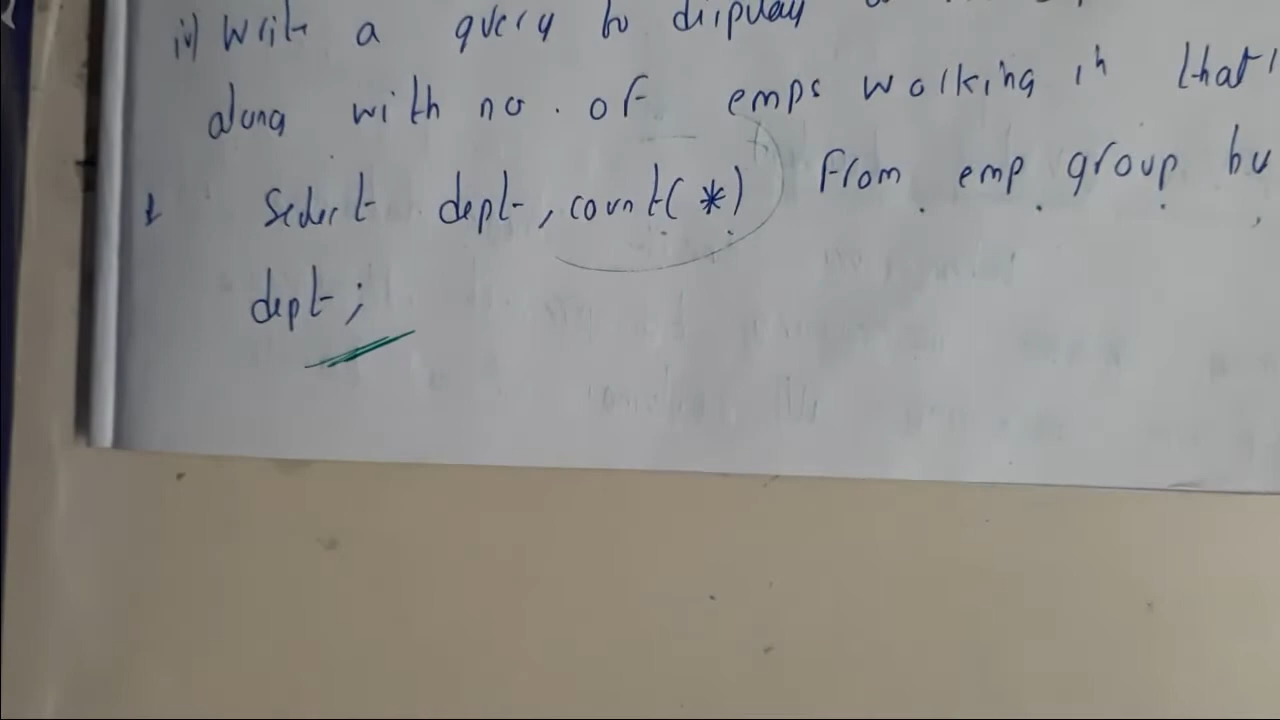 iv) Write a query to display
along with no. of emps working in that
Select dept, count(*) From emp group by
dept;